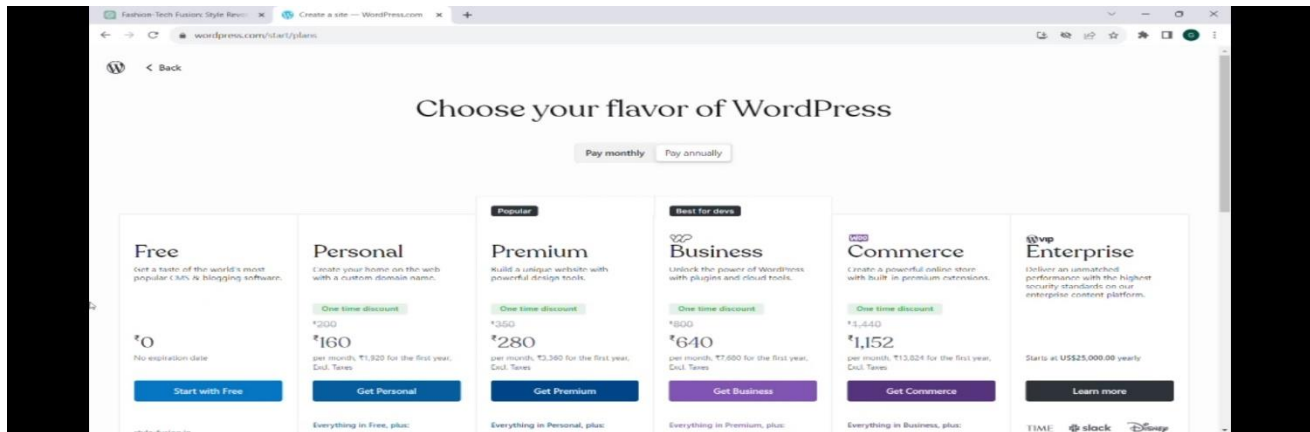 Fashion-Tech Fusion: Style Revo
Create a site — WordPress.com
wordpress.com/start/plans
G
Back
Choose your flavor of WordPress
Pay monthly
Pay annually
Popular
Best for devs
Free
Get a taste of the world's most
popular CMS & blogging software.
₹0
No expiration date
Start with Free
Personal
Create your home on the web
with a custom domain name.
One time discount
₹200
₹160
per month, ₹1,920 for the first year,
Excl. Taxes
Get Personal
Everything in Free, plus:
Premium
Build a unique website with
powerful design tools.
One time discount
₹350
₹280
per month, ₹3,360 for the first year,
Excl. Taxes
Get Premium
Everything in Personal, plus:
Business
Unlock the power of WordPress
with plugins and cloud tools.
One time discount
₹800
₹640
per month, ₹7,680 for the first year,
Excl. Taxes
Get Business
Everything in Premium, plus:
Woo
Commerce
Create a powerful online store
with built-in premium extensions.
One time discount
₹1,440
₹1,152
per month, ₹13,824 for the first year,
Excl. Taxes
Get Commerce
Everything in Business, plus:
vip
Enterprise
Deliver an unmatched
performance with the highest
security standards on our
enterprise content platform.
Starts at US$25,000.00 yearly
Learn more
TIME slack Disney